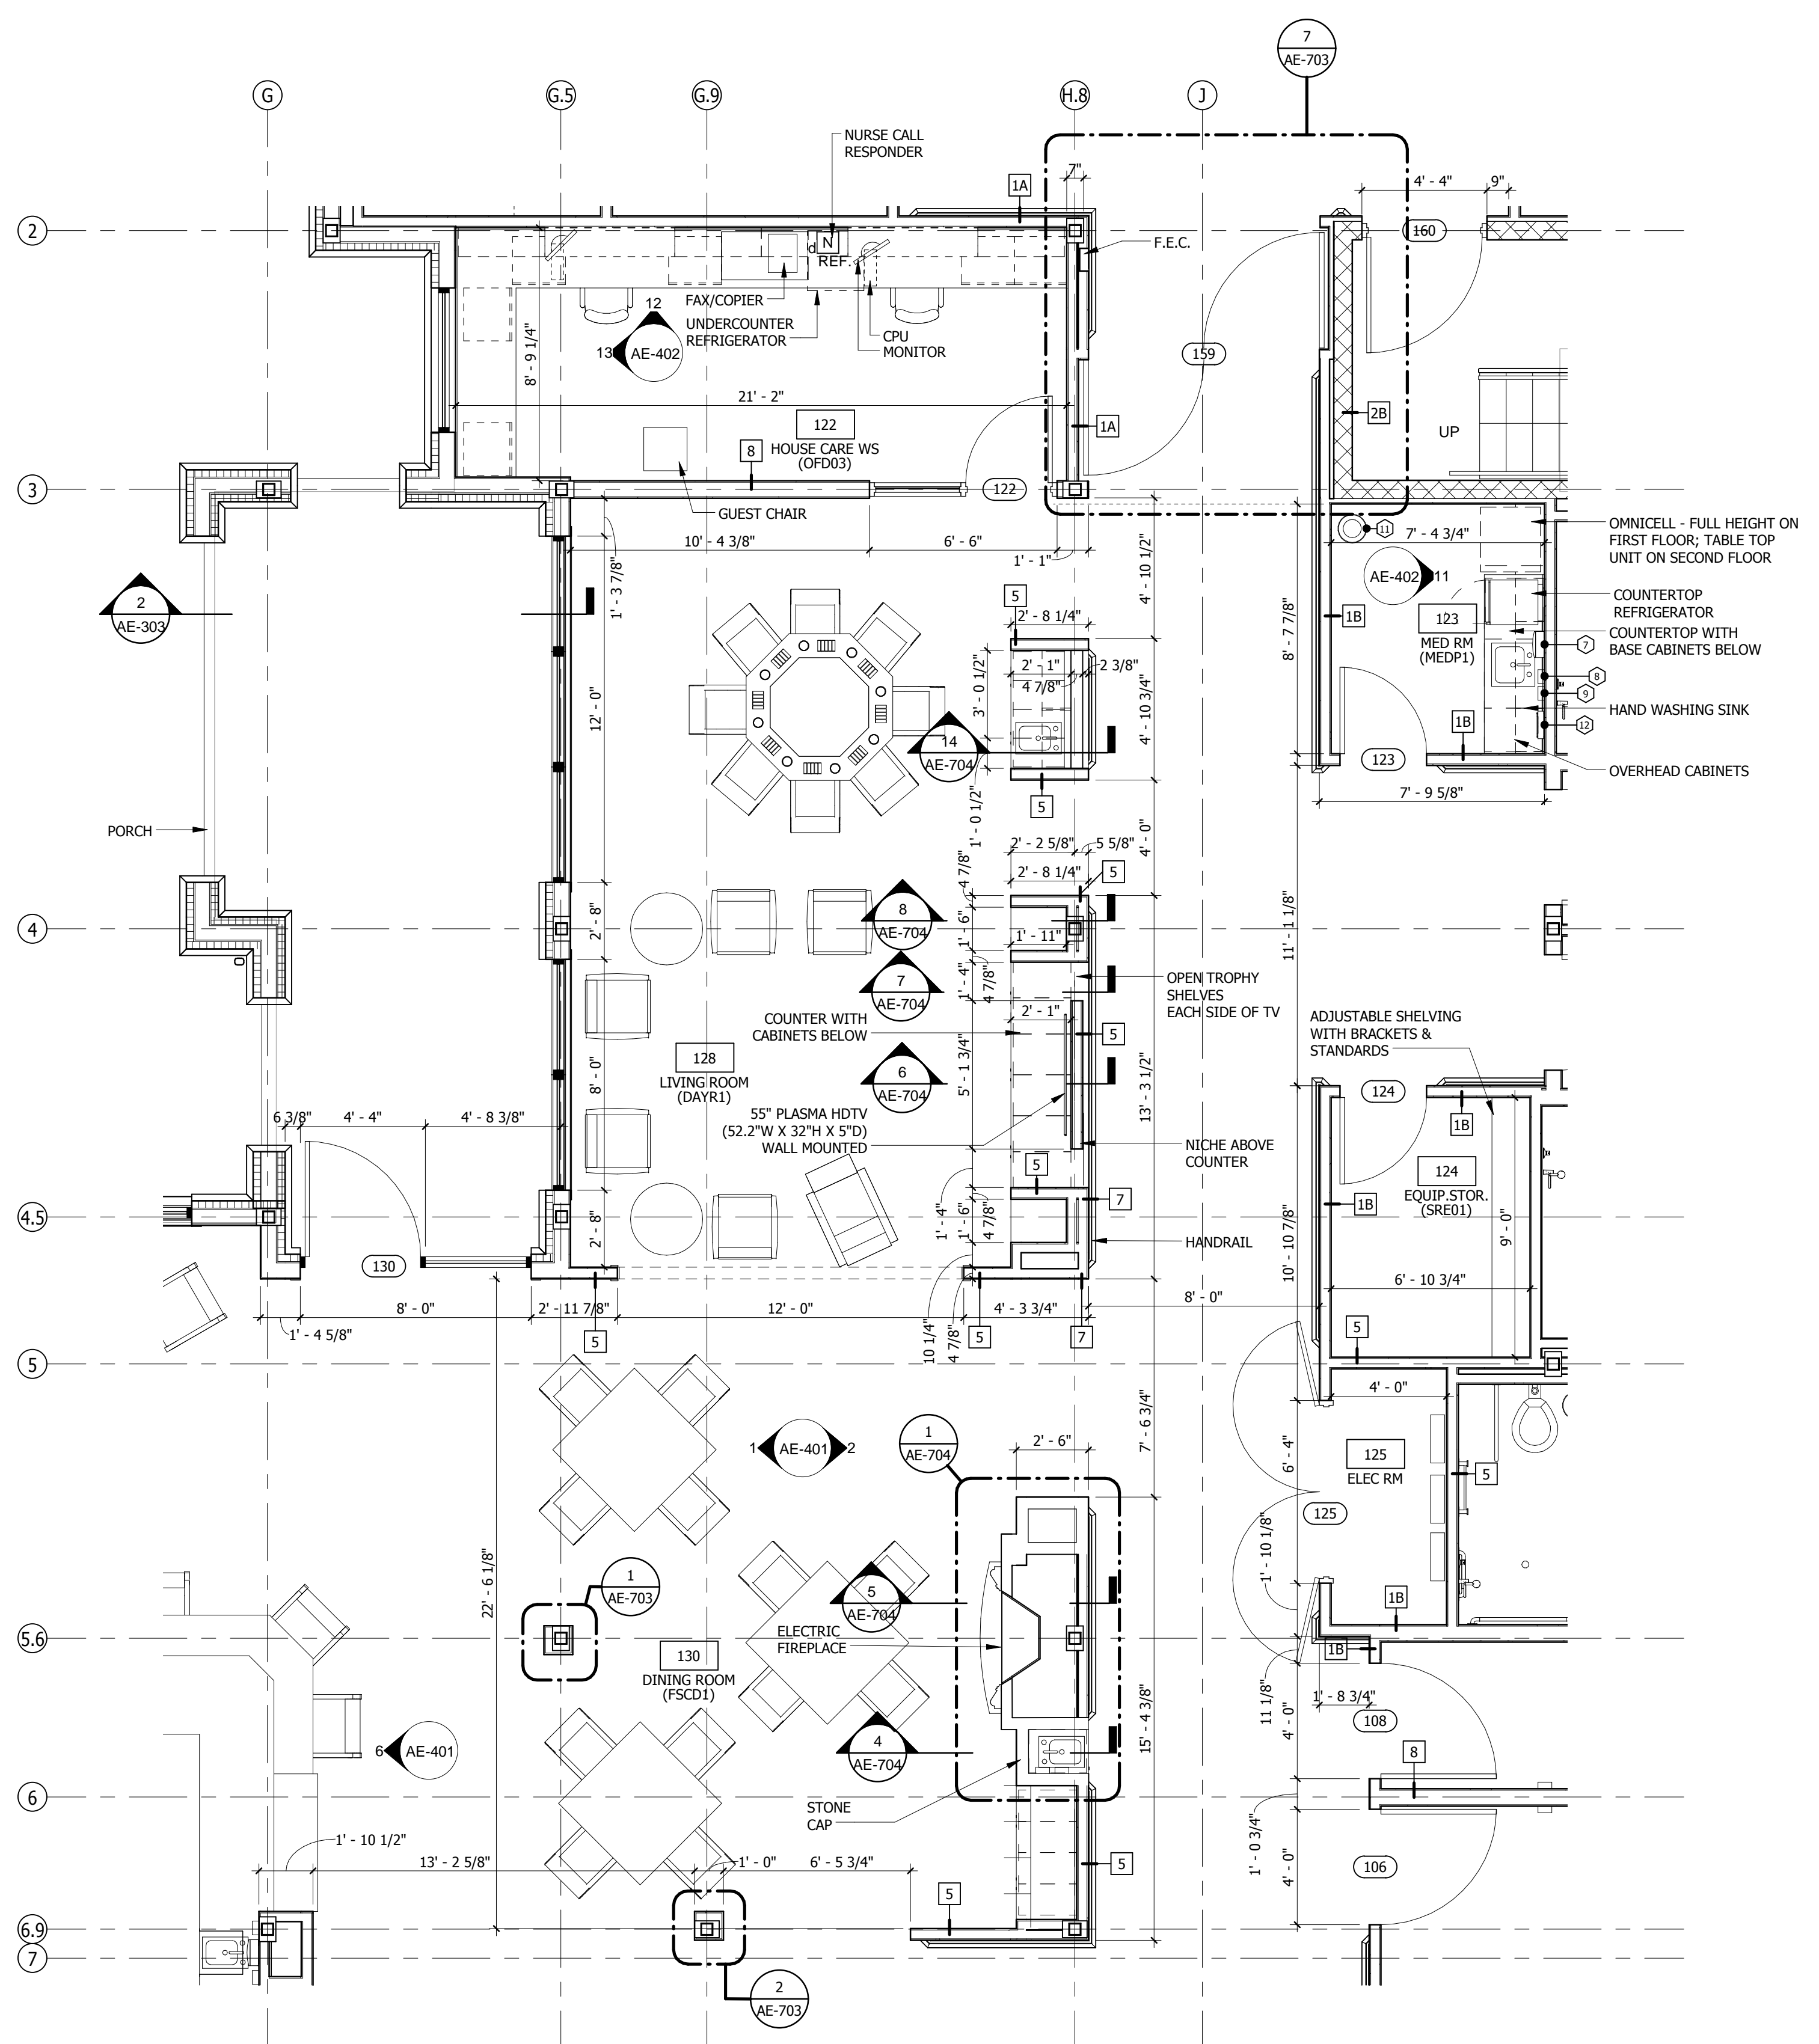 7
AE-703
G
G.5
G.9
H.8
J
NURSE CALL
RESPONDER
7"
1A
4' - 4"
9"
2
160
N
d
REF.
F.E.C.
FAX/COPIER
12
UNDERCOUNTER
REFRIGERATOR
CPU
MONITOR
13
AE-402
159
8' - 9 1/4"
21' - 2"
122
HOUSE CARE WS
(OFD03)
8
1A
2B
UP
3
122
GUEST CHAIR
11
7' - 4 3/4"
OMNICELL - FULL HEIGHT ON
FIRST FLOOR; TABLE TOP
UNIT ON SECOND FLOOR
10' - 4 3/8"
6' - 6"
1' - 1"
4' - 10 1/2"
1' - 3 7/8"
AE-402
11
COUNTERTOP
REFRIGERATOR
2
AE-303
5
2' - 8 1/4"
1B
123
MED RM
(MEDP1)
8' - 7 7/8"
COUNTERTOP WITH
BASE CABINETS BELOW
7
8
9
12
2' - 1"
2 3/8"
4 7/8"
3' - 0 1/2"
4' - 10 3/4"
12' - 0"
HAND WASHING SINK
14
AE-704
1B
123
OVERHEAD CABINETS
5
7' - 9 5/8"
1' - 0 1/2"
4' - 0"
PORCH
2' - 2 5/8"
5 5/8"
2' - 8 1/4"
4 7/8"
5
8
AE-704
1' - 6"
1' - 11"
4
2' - 8"
11' - 11 1/8"
7
AE-704
1' - 4"
4 7/8"
OPEN TROPHY
SHELVES
EACH SIDE OF TV
2' - 1"
COUNTER WITH
CABINETS BELOW
5
ADJUSTABLE SHELVING
WITH BRACKETS &
STANDARDS
128
LIVING ROOM
(DAYR1)
6
AE-704
8' - 0"
5' - 1 3/4"
13' - 3 1/2"
124
1B
6 3/8"
4' - 4"
4' - 8 3/8"
55" PLASMA HDTV
(52.2"W X 32"H X 5"D)
WALL MOUNTED
NICHE ABOVE
COUNTER
5
7
124
EQUIP.STOR.
(SRE01)
1B
4.5
2' - 8"
1' - 4"
1' - 6"
4 7/8"
HANDRAIL
9' - 0"
10' - 10 7/8"
6' - 10 3/4"
130
8' - 0"
1' - 4 5/8"
8' - 0"
2' - 11 7/8"
12' - 0"
4' - 3 3/4"
5
10 1/4"
4 7/8"
5
7
5
5
4' - 0"
7' - 6 3/4"
1
AE-401
2
1
AE-704
2' - 6"
6' - 4"
125
ELEC RM
5
125
22' - 6 1/8"
1
AE-703
5
AE-704
1' - 10 1/8"
1B
5.6
ELECTRIC
FIREPLACE
130
DINING ROOM
(FSCD1)
1B
1' - 8 3/4"
11 1/8"
4' - 0"
108
15' - 4 3/8"
6
AE-401
4
AE-704
8
6
STONE
CAP
1' - 0 3/4"
1' - 10 1/2"
13' - 2 5/8"
1' - 0"
6' - 5 3/4"
5
5
4' - 0"
106
6.9
7
2
AE-703